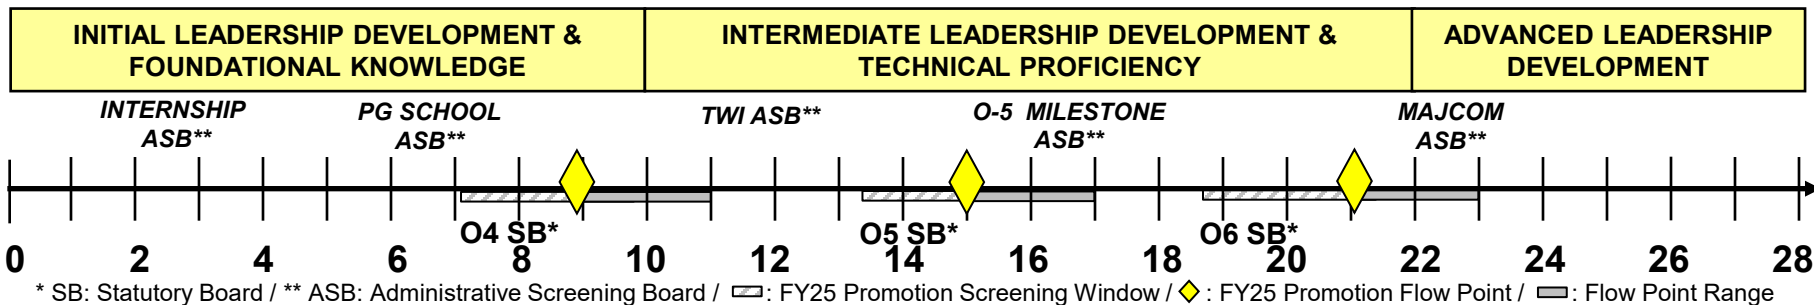 INITIAL LEADERSHIP DEVELOPMENT &
FOUNDATIONAL KNOWLEDGE
INTERMEDIATE LEADERSHIP DEVELOPMENT &
TECHNICAL PROFICIENCY
ADVANCED LEADERSHIP
DEVELOPMENT
INTERNSHIP
ASB**
PG SCHOOL
ASB**
TWI ASB**
O-5 MILESTONE
ASB**
MAJCOM
ASB**
O4 SB*
O5 SB*
O6 SB*
0 2 4 6 8 10 12 14 16 18 20 22 24 26 28
* SB: Statutory Board / ** ASB: Administrative Screening Board / : FY25 Promotion Screening Window / : FY25 Promotion Flow Point / : Flow Point Range